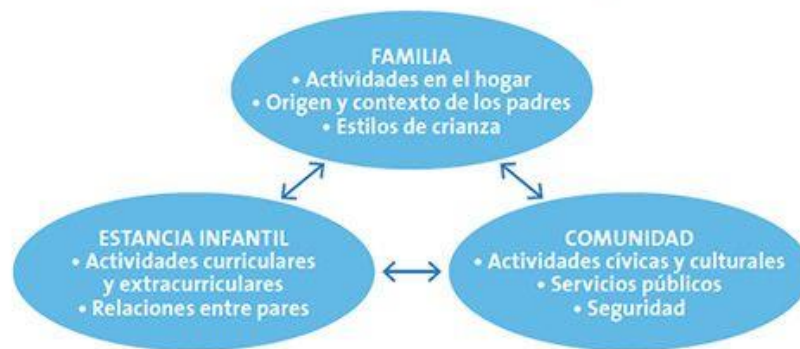 FAMILIA
• Actividades en el hogar
• Origen y contexto de los padres
• Estilos de crianza
ESTANCIA INFANTIL
• Actividades curriculares
y extracurriculares
• Relaciones entre pares
COMUNIDAD
• Actividades cívicas y culturales
• Servicios públicos
• Seguridad